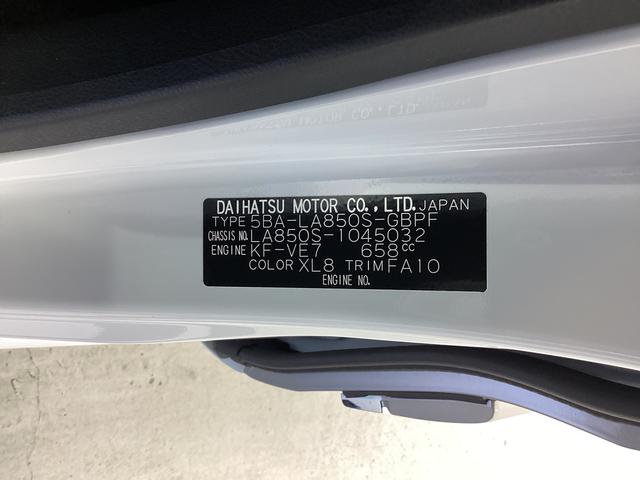 DAIHATSU MOTOR CO.,LTD. JAPAN
TYPE 5BA-LA850S-GBPF
CHASSIS NO. LA850S-1045032
ENGINE KF-VE7 658CC
COLOR XL8 TRIM FA10
ENGINE NO.